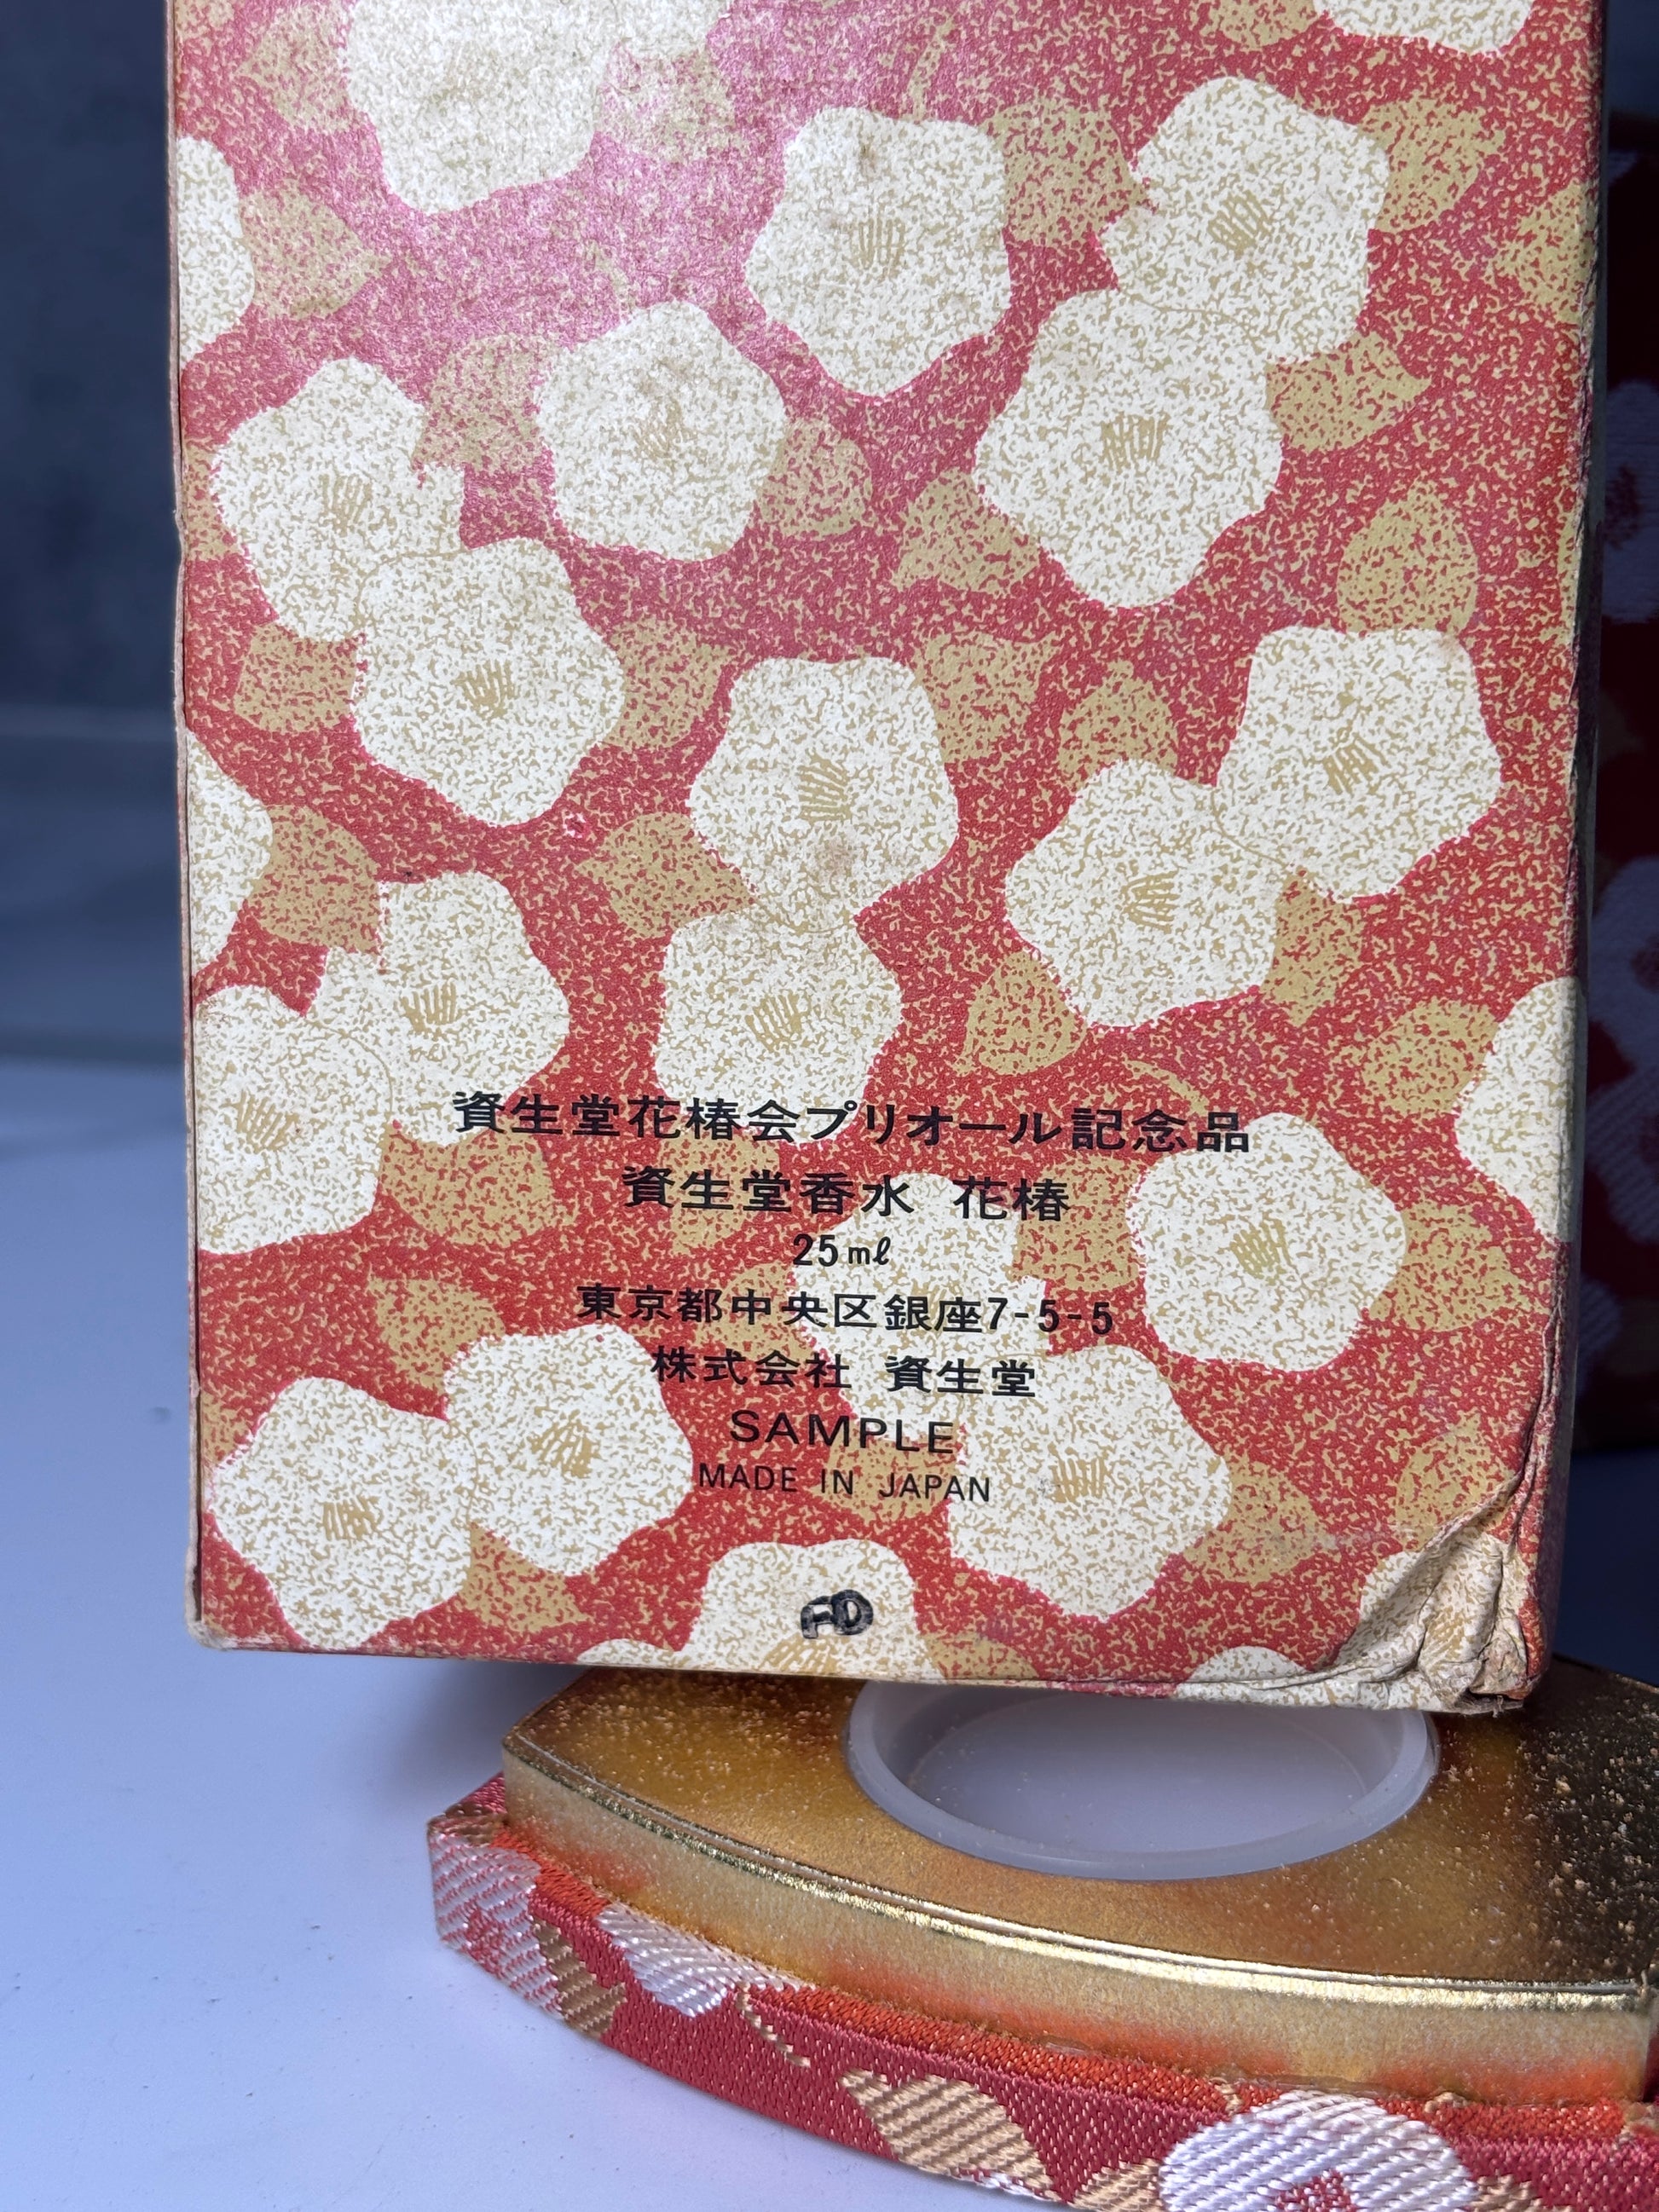 資生堂花椿会プリオール記念品
資生堂香水 花椿
25mℓ
東京都中央区銀座7-5-5
株式会社 資生堂
SAMPLE
MADE IN JAPAN
FD